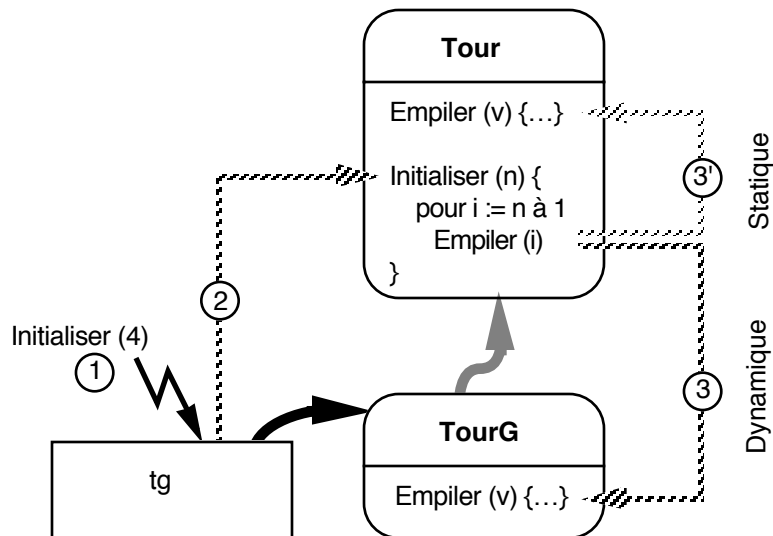 Tour
Empiler (v) {…}
Initialiser (n) {
pour i := n à 1
Empiler (i)
}
3'
Statique
2
Initialiser (4)
1
3
Dynamique
TourG
Empiler (v) {…}
tg